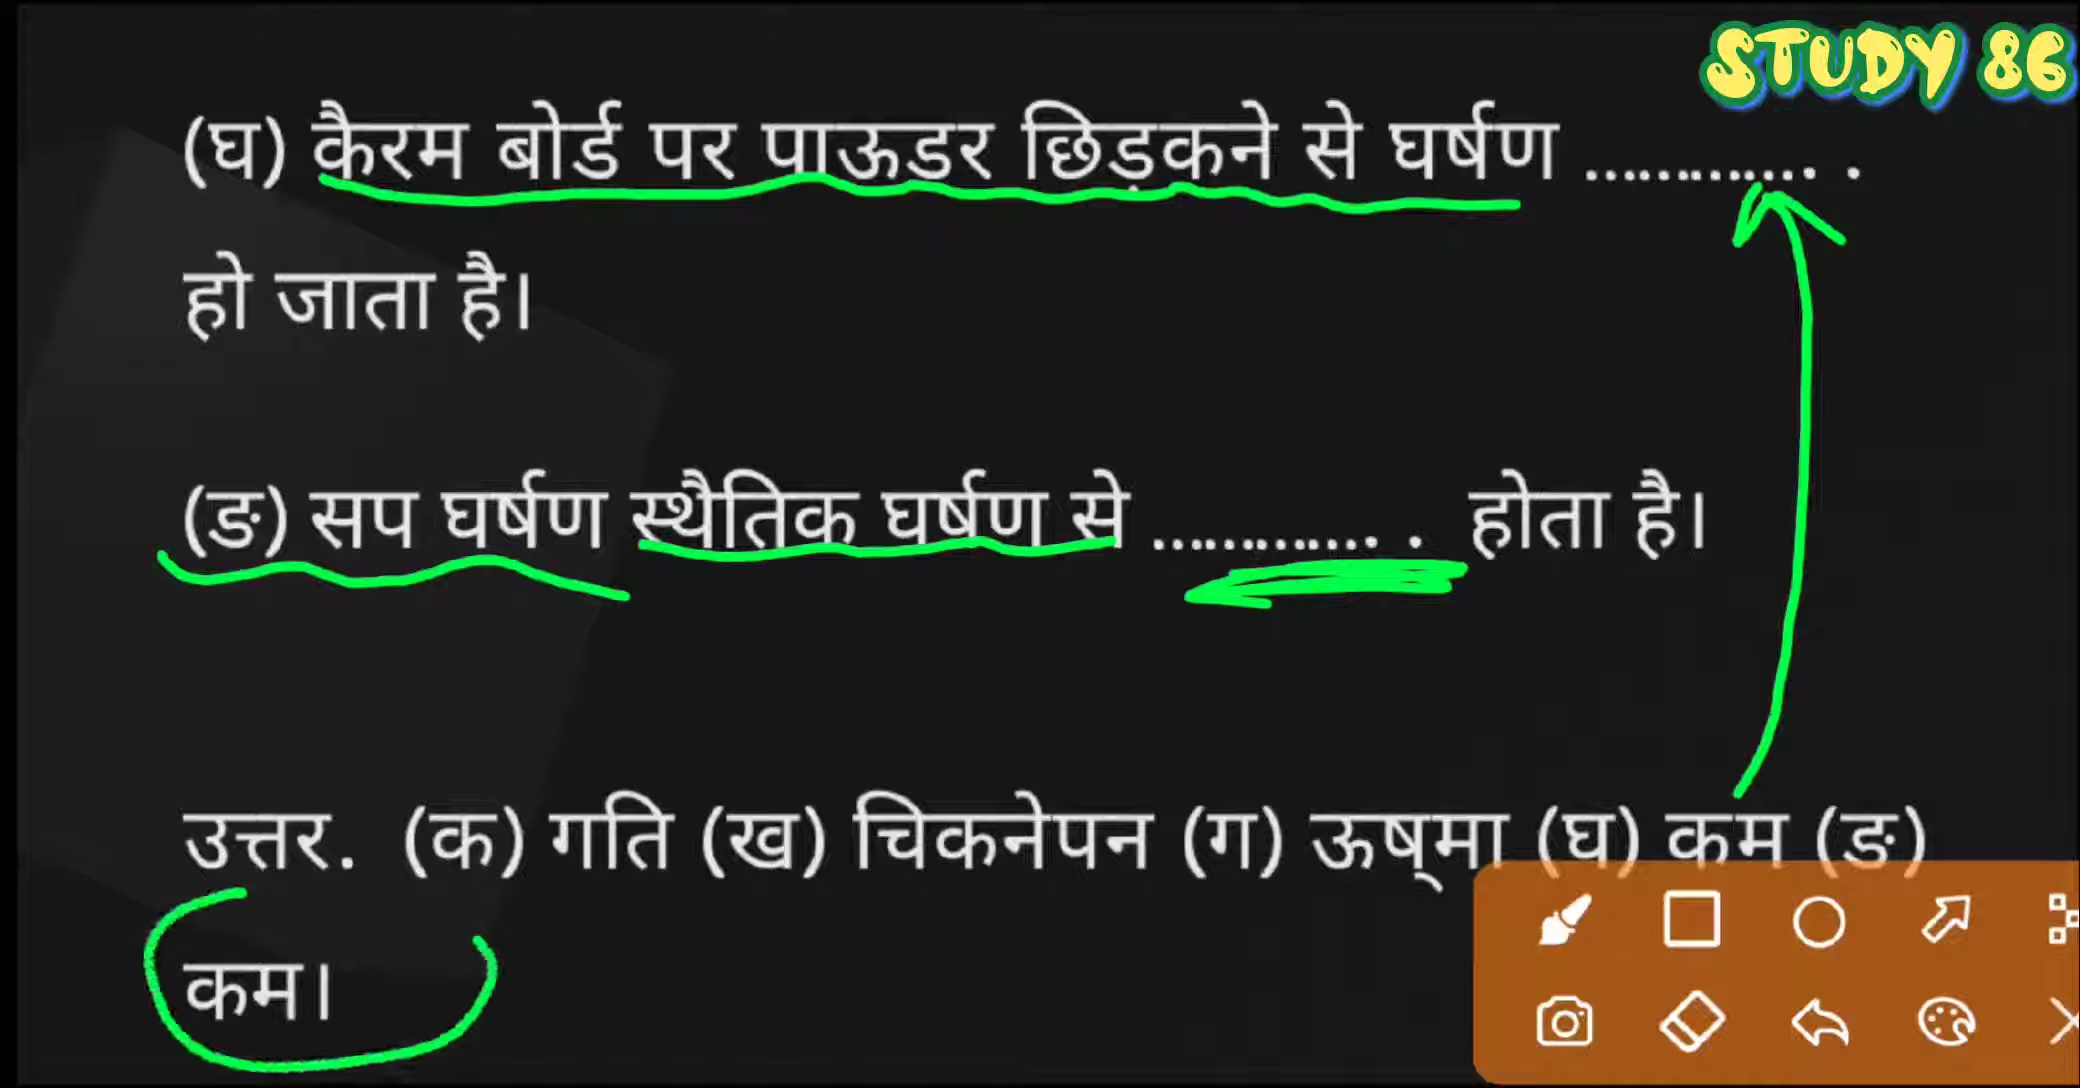 STUDY 86
(घ) कैरम बोर्ड पर पाऊडर छिड़कने से घर्षण ............. .
हो जाता है।
(ङ) सप घर्षण स्थैतिक घर्षण से ............. . होता है।
उत्तर. (क) गति (ख) चिकनेपन (ग) ऊष्मा (घ) कम (ङ)
कम।